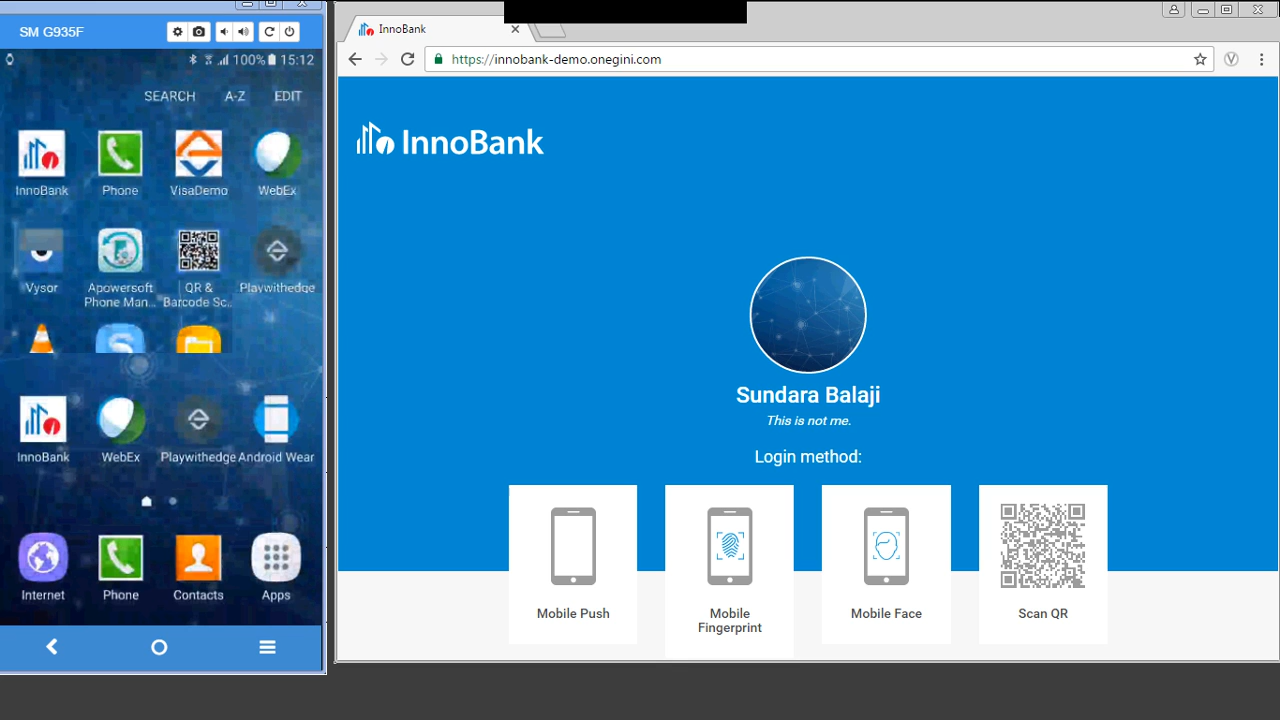 SM G935F
100% 15:12
SEARCH A-Z EDIT
InnoBank Phone VisaDemo WebEx
Vysor Apowersoft QR & Playwithedge
Phone Man... Barcode Sc..
InnoBank WebEx Playwithedge Android Wear
Internet Phone Contacts Apps
InnoBank
https://innobank-demo.onegini.com
InnoBank
Sundara Balaji
This is not me.
Login method:
Mobile Push
Mobile
Fingerprint
Mobile Face
Scan QR